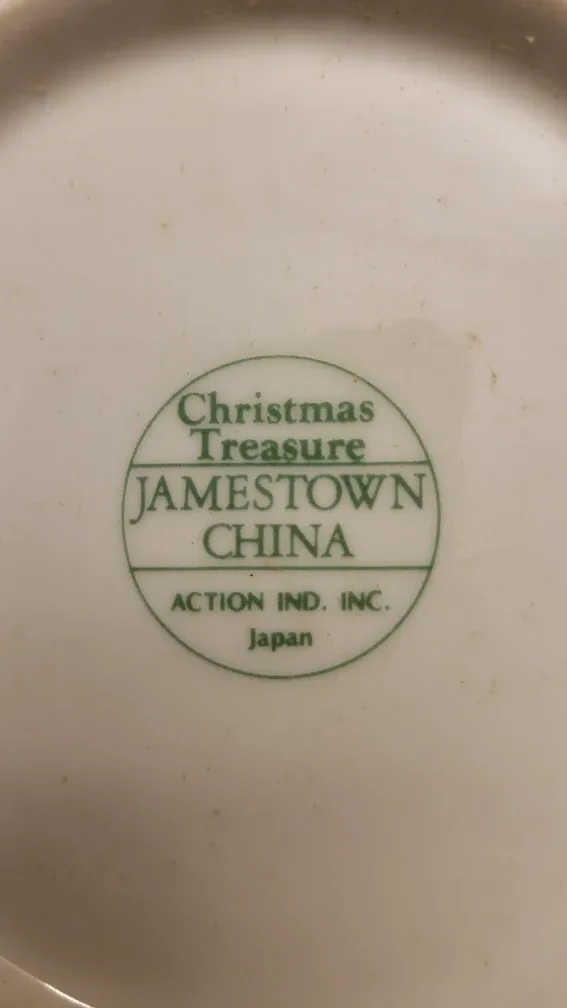 Christmas
Treasure
JAMESTOWN
CHINA
ACTION IND. INC.
Japan